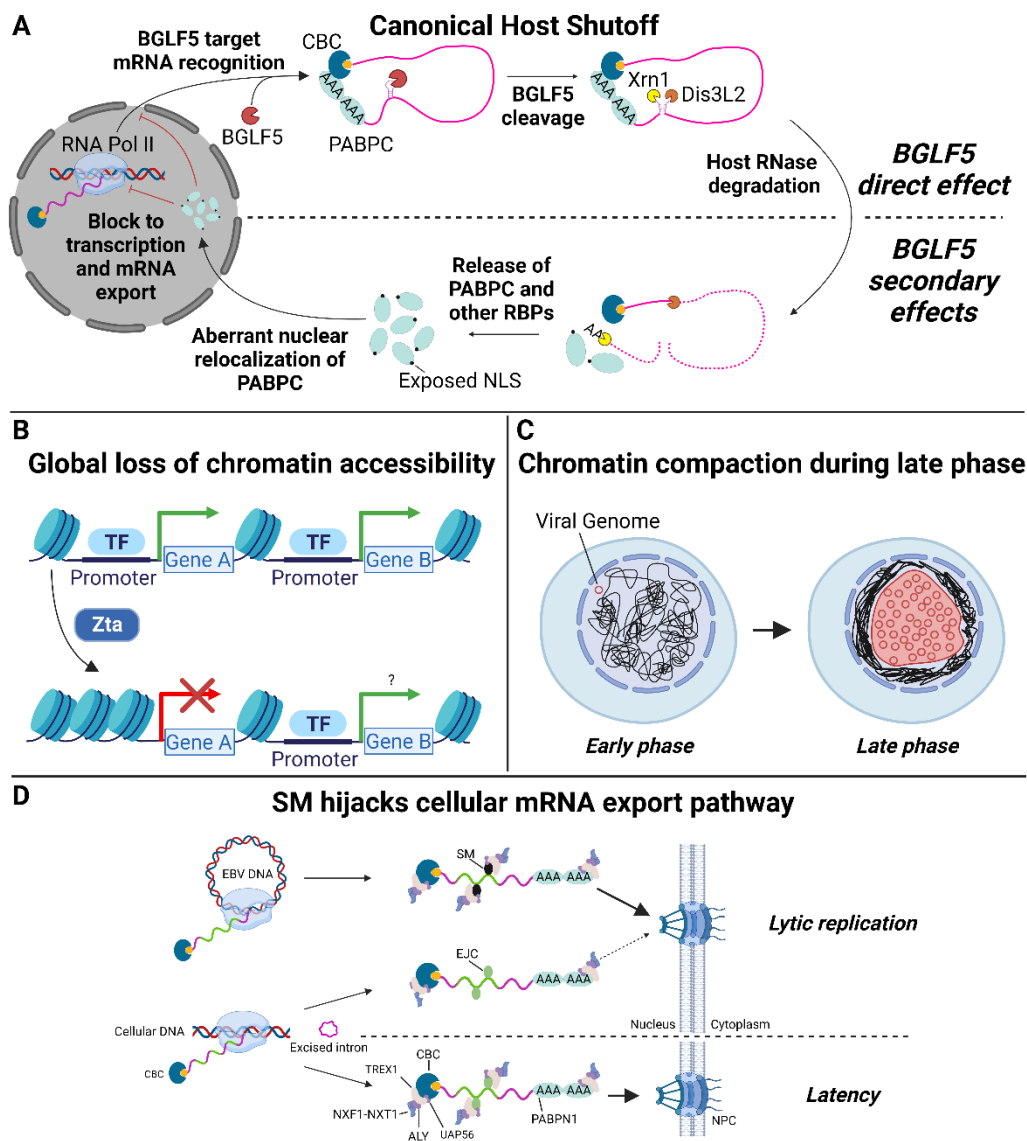 A
Canonical Host Shutoff
BGLF5 target
mRNA recognition
BGLF5
CBC
AAA AAA
PABPC
BGLF5
cleavage
AAA AAA
Xrn1
Dis3L2
RNA Pol II
Block to
transcription
and mRNA
export
Host RNase
degradation
BGLF5
direct effect
BGLF5
secondary
effects
AA
Release of
PABPC and
other RBPs
Exposed NLS
Aberrant nuclear
relocalization of
PABPC
B
Global loss of chromatin accessibility
TF
Promoter
Gene A
TF
Promoter
Gene B
Zta
Gene A
TF
Promoter
?
Gene B
C
Chromatin compaction during late phase
Viral Genome
Early phase
Late phase
D
SM hijacks cellular mRNA export pathway
EBV DNA
SM
AAA AAA
Lytic replication
EJC
AAA AAA
Nucleus
Cytoplasm
Cellular DNA
CBC
Excised intron
TREX1
CBC
NXF1-NXT1
ALY
UAP56
AAA AAA
PABPN1
NPC
Latency